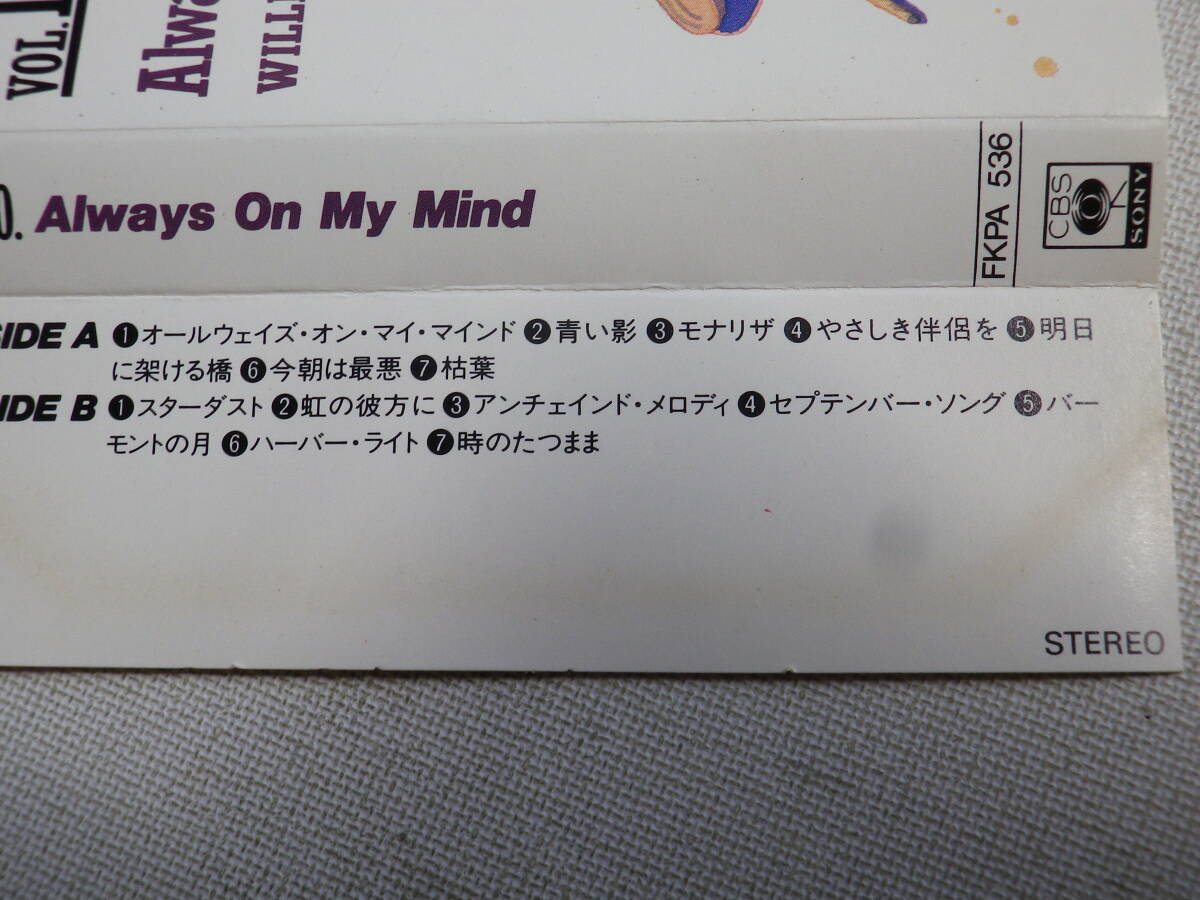 VOL.
Alwa
WILL
Always On My Mind
FKPA 536
CBS
SONY
SIDE A ❶オールウェイズ・オン・マイ・マインド ❷青い影 ❸モナリザ ❹やさしき伴侶を ❺明日
に架ける橋 ❻今朝は最悪 ❼枯葉
SIDE B ❶スターダスト ❷虹の彼方に ❸アンチェインド・メロディ ❹セプテンバー・ソング ❺バー
モントの月 ❻ハーバー・ライト ❼時のたつまま
STEREO